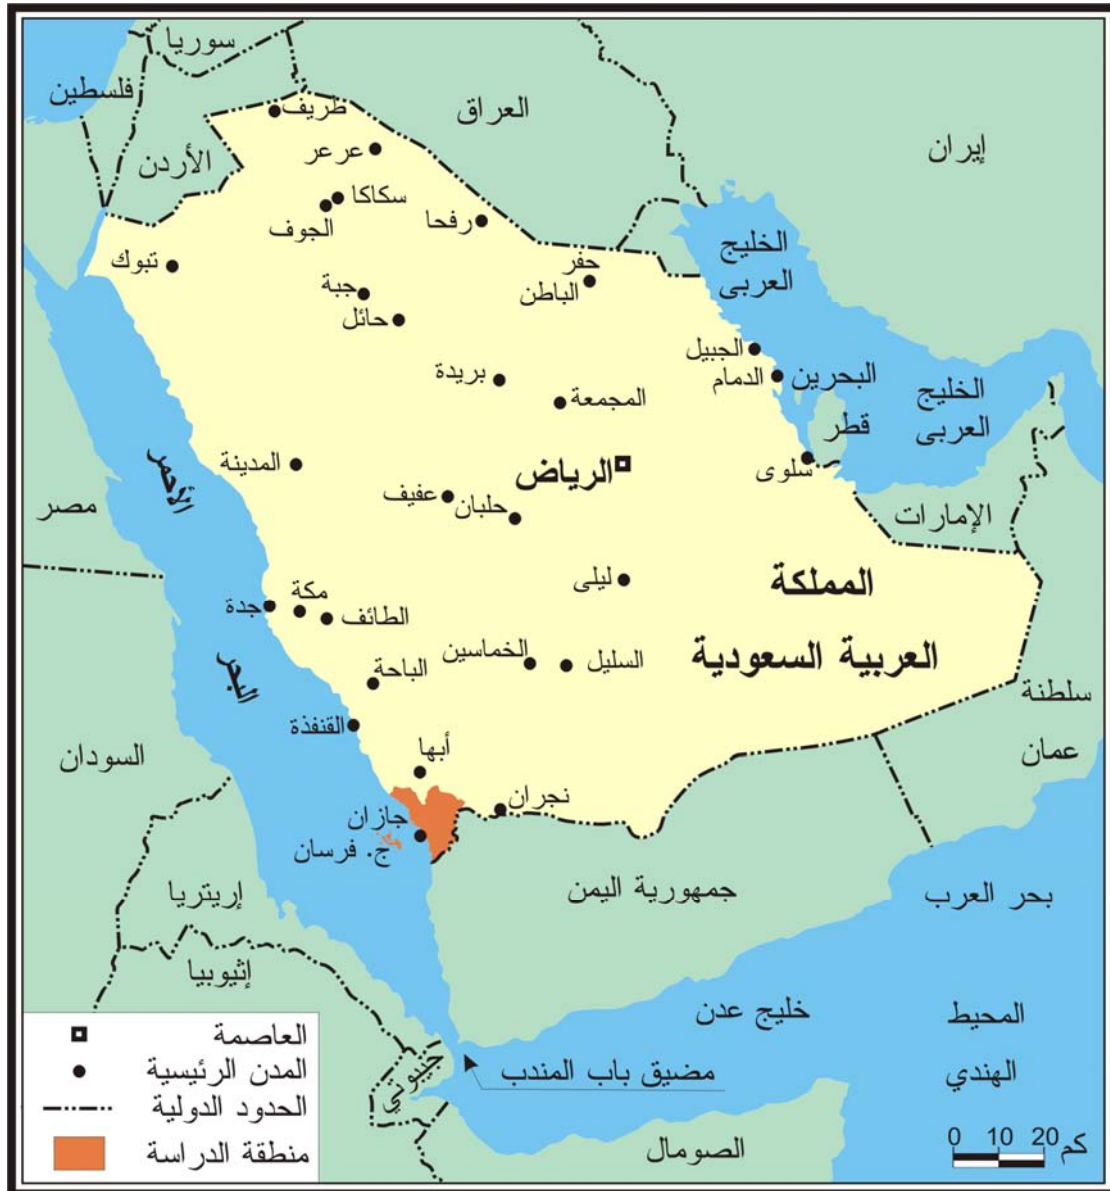 سوريا
فلسطين
العراق
إيران
الأردن
طريف
عرعر
سكاكا
الجوف
رفحا
تبوك
حفر
الباطن
الخليج
العربى
جبة
حائل
الجبيل
الدمام
البحرين
بريدة
المجمعة
الخليج
العربى
قطر
سلوى
المدينة
الرياض
عفيف
حلبان
مصر
الإمارات
الأحمر
البحر
ليلى
المملكة
العربية السعودية
مكة
جدة
الطائف
الخماسين
السليل
الباحة
القنفذة
سلطنة
عمان
السودان
أبها
نجران
جازان
ج. فرسان
جمهورية اليمن
بحر العرب
إريتريا
إثيوبيا
خليج عدن
المحيط
الهندي
مضيق باب المندب
جيبوتي
الصومال
العاصمة
المدن الرئيسية
الحدود الدولية
منطقة الدراسة
0 10 20 كم